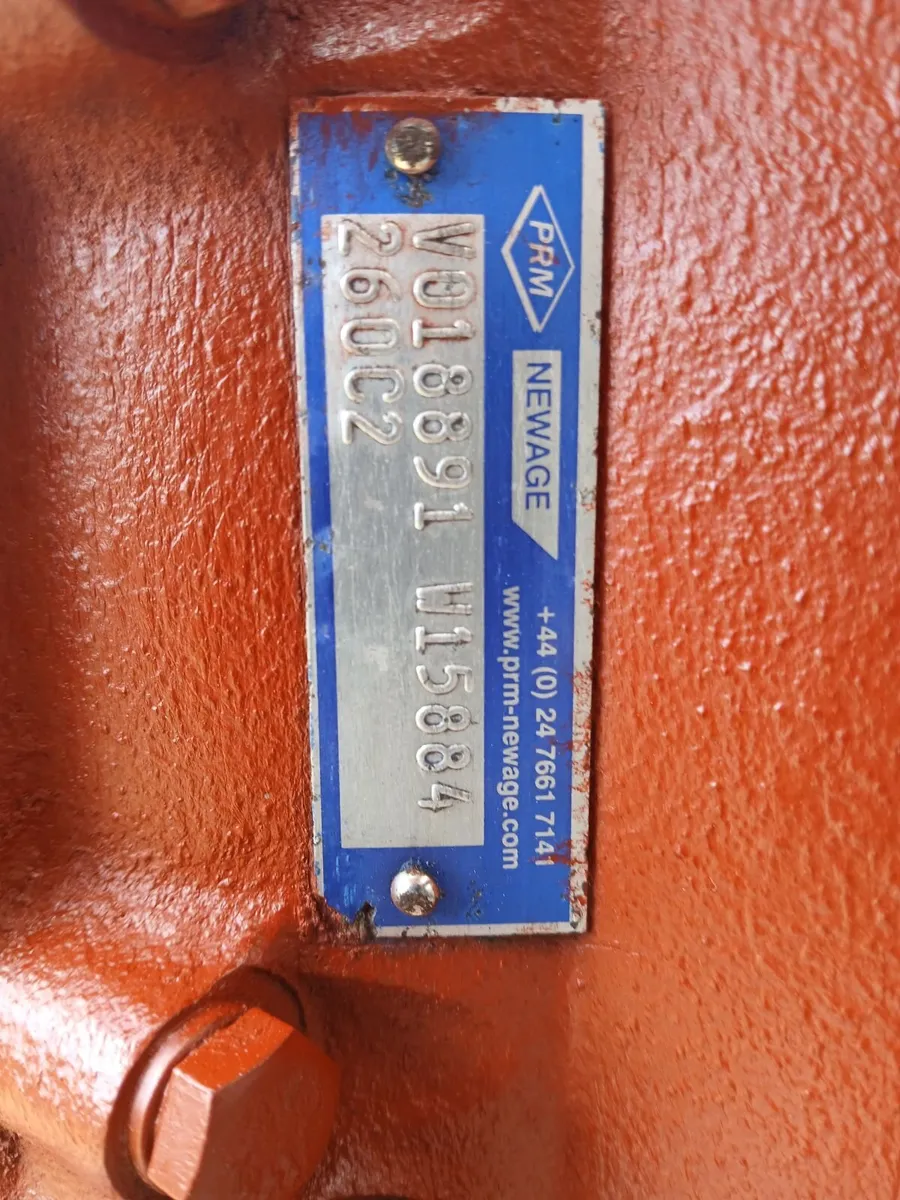 PRM
NEWAGE
+44 (0) 24 7661 7141
www.prm-newage.com
V018891 W15884
260C2